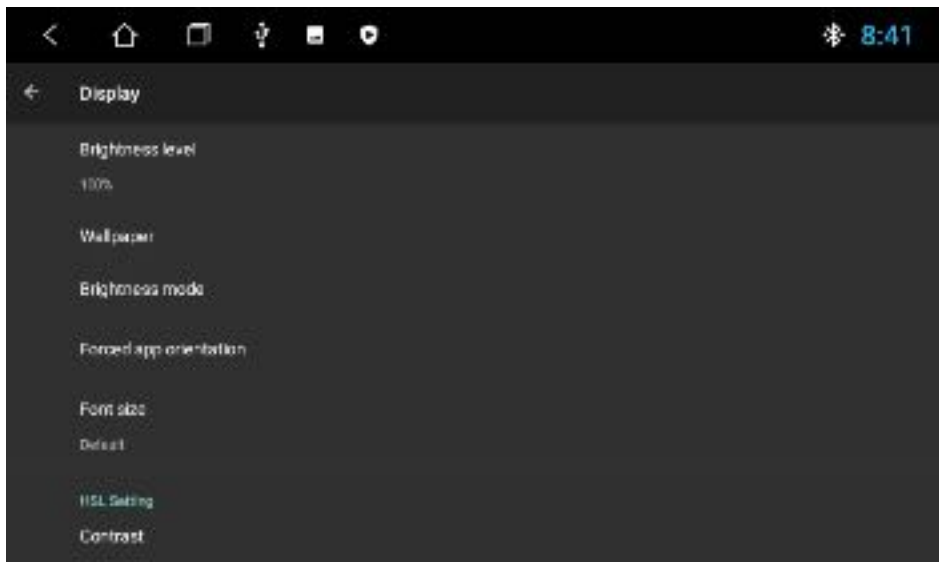 8:41
Display
Brightness level
100%
Wallpaper
Brightness mode
Forced app orientation
Font size
Default
HSL Setting
Contrast